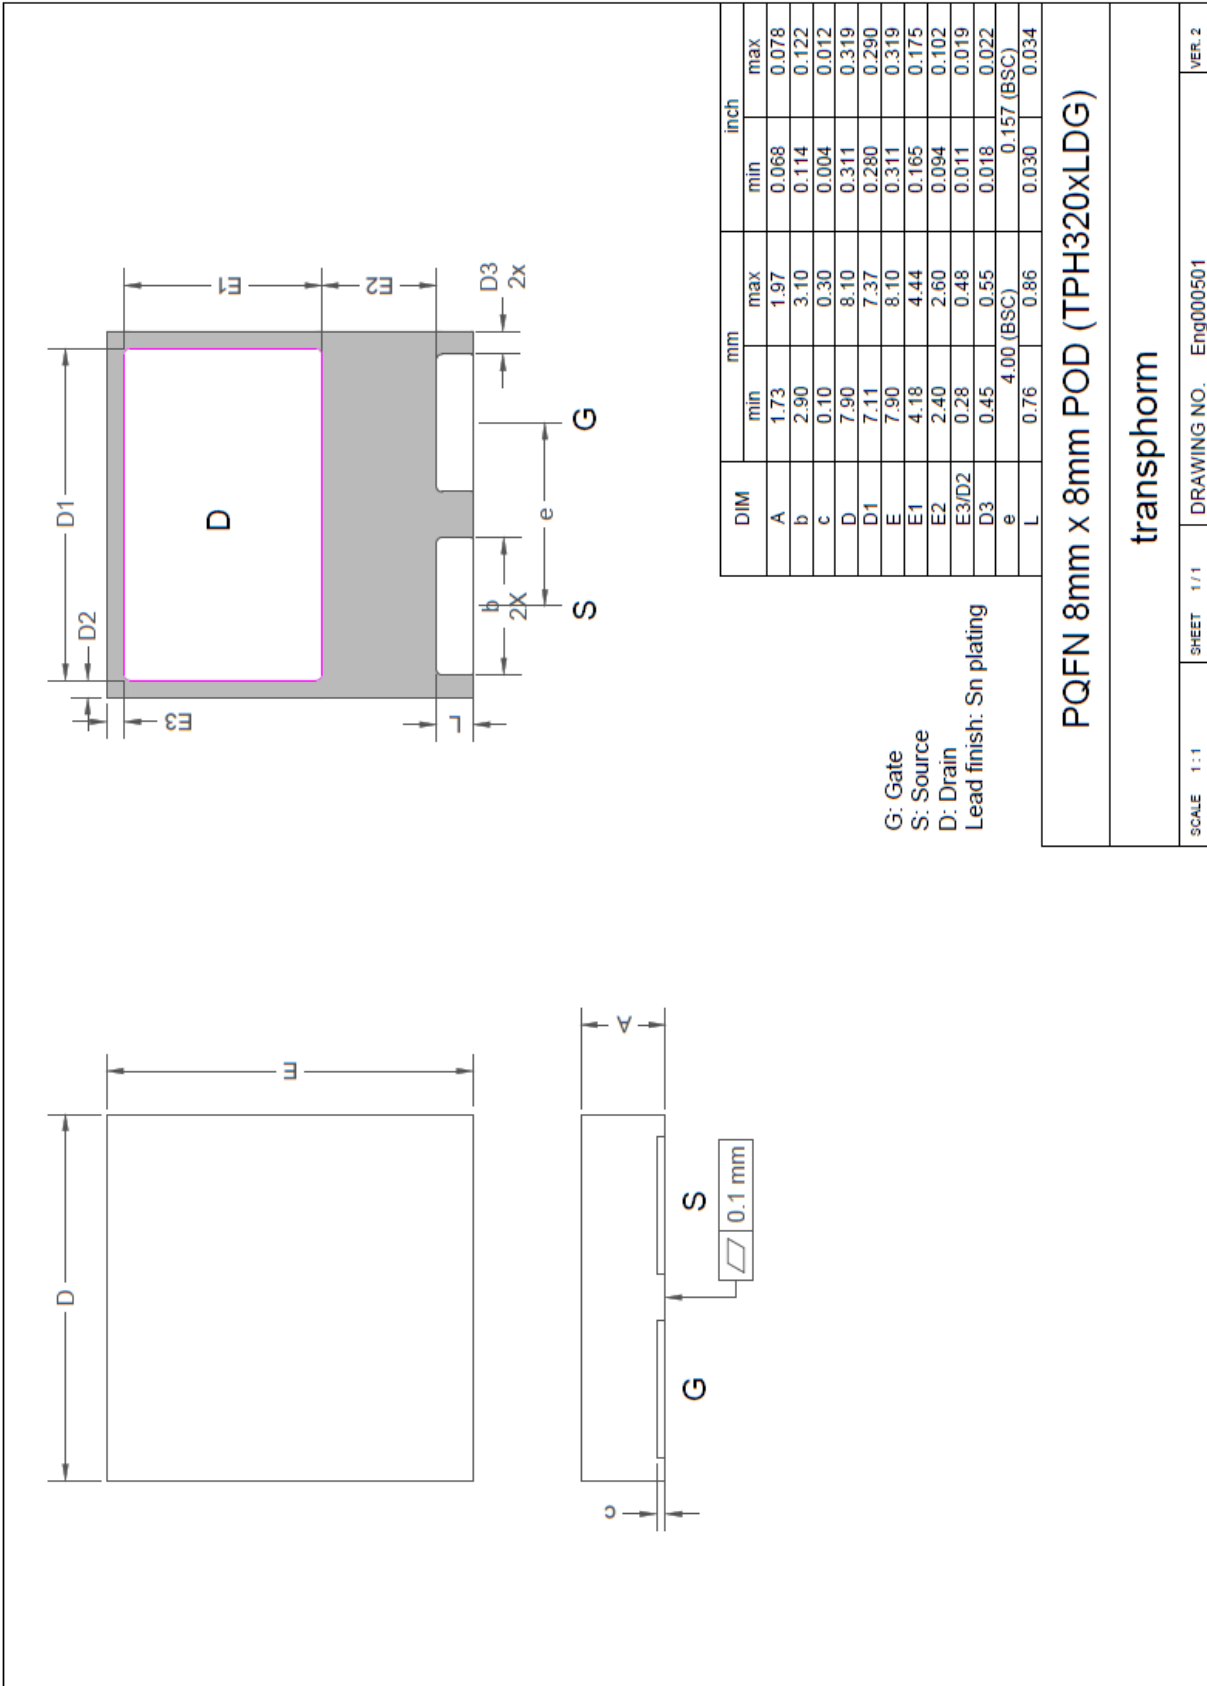 D
E
c
A
G
S
0.1 mm
D2
D1
D
E3
E1
E2
L
b
2X
e
D3
2x
S
G
G: Gate
S: Source
D: Drain
Lead finish: Sn plating
DIM mm inch
min max min max
A 1.73 1.97 0.068 0.078
b 2.90 3.10 0.114 0.122
c 0.10 0.30 0.004 0.012
D 7.90 8.10 0.311 0.319
D1 7.11 7.37 0.280 0.290
E 7.90 8.10 0.311 0.319
E1 4.18 4.44 0.165 0.175
E2 2.40 2.60 0.094 0.102
E3/D2 0.28 0.48 0.011 0.019
D3 0.45 0.55 0.018 0.022
e 4.00 (BSC) 0.157 (BSC)
L 0.76 0.86 0.030 0.034
PQFN 8mm x 8mm POD (TPH320xLDG)
transphorm
SCALE 1:1 SHEET 1/1 DRAWING NO. Eng000501 VER. 2